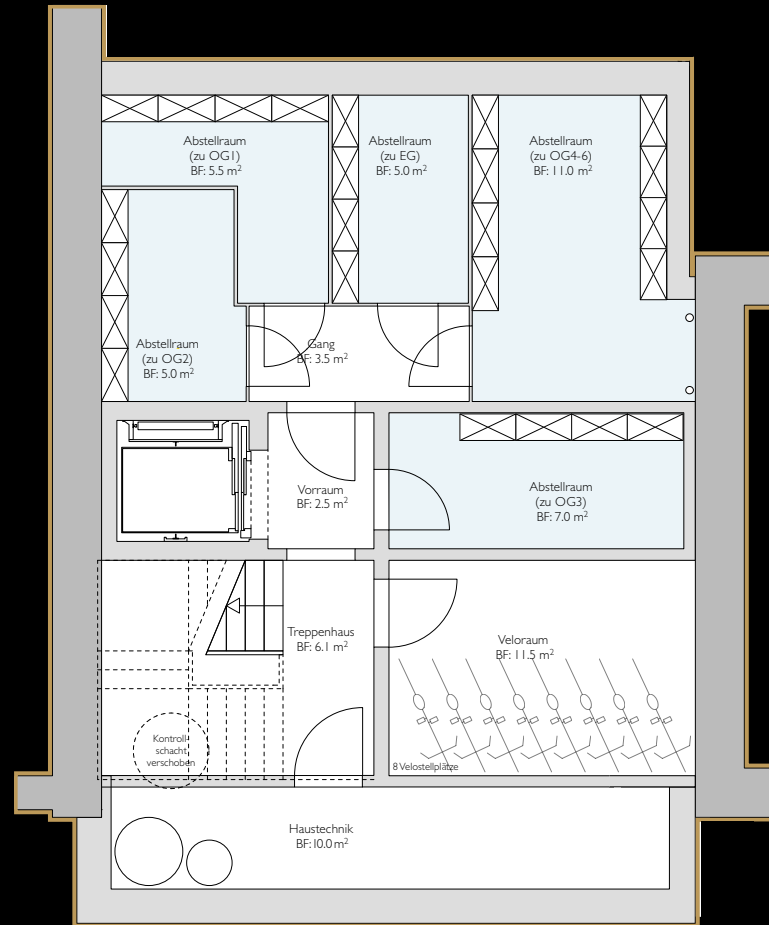 Abstellraum
(zu OG1)
BF: 5.5 m²
Abstellraum
(zu EG)
BF: 5.0 m²
Abstellraum
(zu OG4-6)
BF: 11.0 m²
Abstellraum
(zu OG2)
BF: 5.0 m²
Gang
BF: 3.5 m²
Vorraum
BF: 2.5 m²
Abstellraum
(zu OG3)
BF: 7.0 m²
Treppenhaus
BF: 6.1 m²
Veloraum
BF: 11.5 m²
Kontroll-
schacht
verschoben
8 Velostellplätze
Haustechnik
BF: 10.0 m²